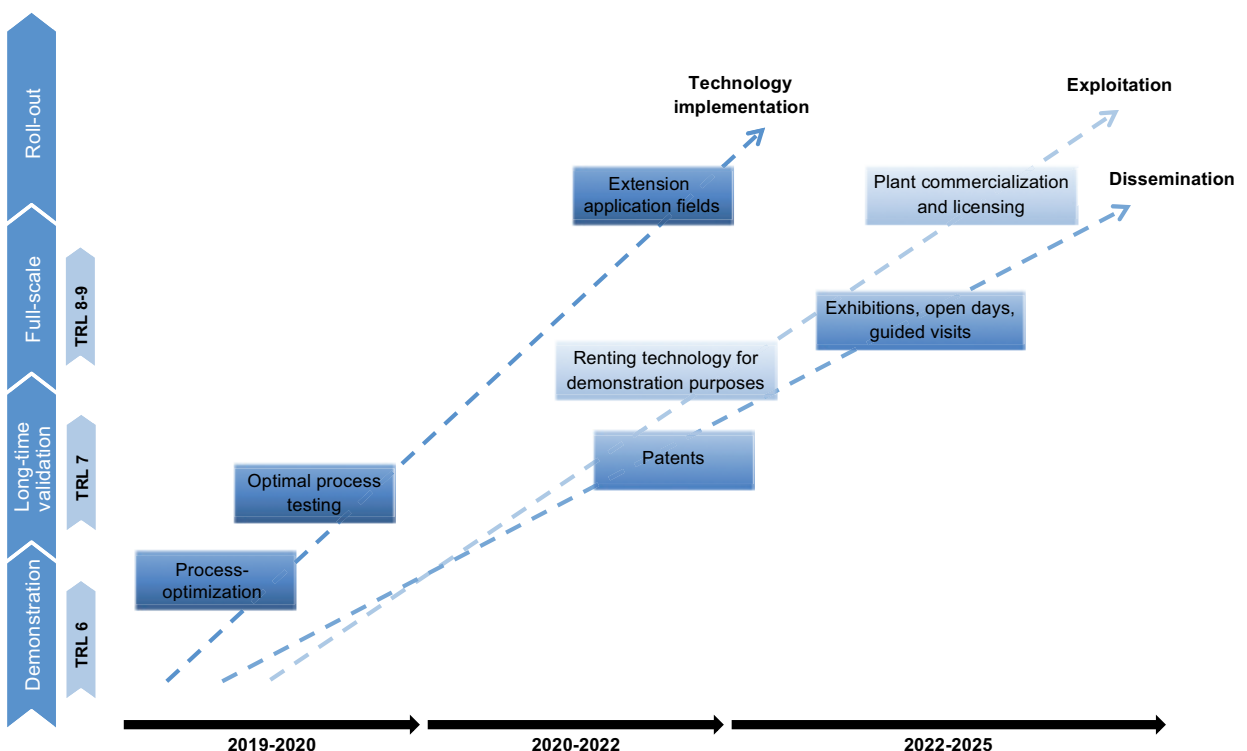 Roll-out
Full-scale
Long-time
validation
Demonstration
TRL 8-9
TRL 7
TRL 6
Technology
implementation
Exploitation
Dissemination
Extension
application fields
Plant commercialization
and licensing
Exhibitions, open days,
guided visits
Renting technology for
demonstration purposes
Patents
Optimal process
testing
Process-
optimization
2019-2020
2020-2022
2022-2025